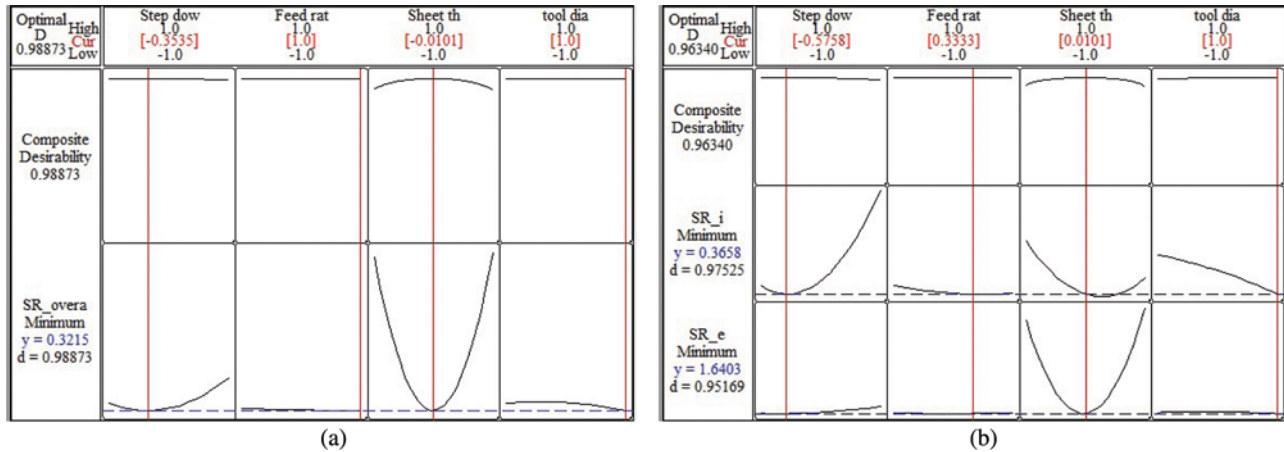 Optimal
D
0.98873
High
Cur
Low
Step dow
1.0
[-0.3535]
-1.0
Feed rat
1.0
[1.0]
-1.0
Sheet th
1.0
[-0.0101]
-1.0
tool dia
1.0
[1.0]
-1.0
Composite
Desirability
0.98873
SR_overa
Minimum
y = 0.3215
d = 0.98873
(a)
Optimal
D
0.96340
High
Cur
Low
Step dow
1.0
[-0.5758]
-1.0
Feed rat
1.0
[0.3333]
-1.0
Sheet th
1.0
[0.0101]
-1.0
tool dia
1.0
[1.0]
-1.0
Composite
Desirability
0.96340
SR_i
Minimum
y = 0.3658
d = 0.97525
SR_e
Minimum
y = 1.6403
d = 0.95169
(b)